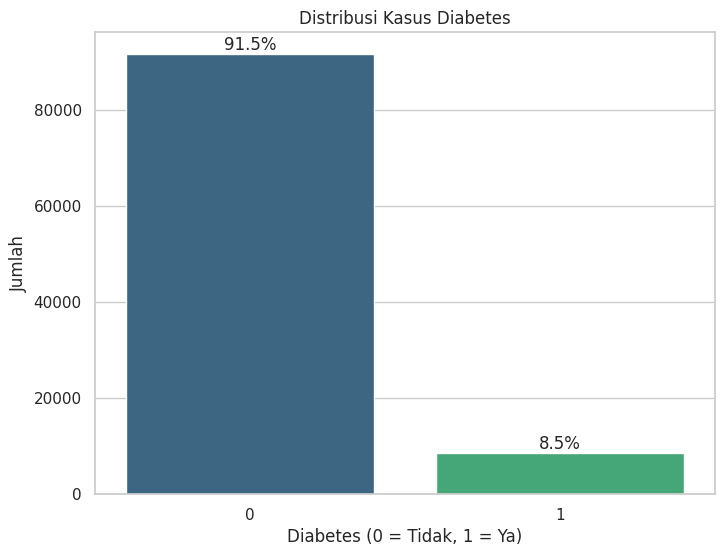 Distribusi Kasus Diabetes
91.5%
80000
60000
Jumlah
40000
20000
8.5%
0
0 1
Diabetes (0 = Tidak, 1 = Ya)